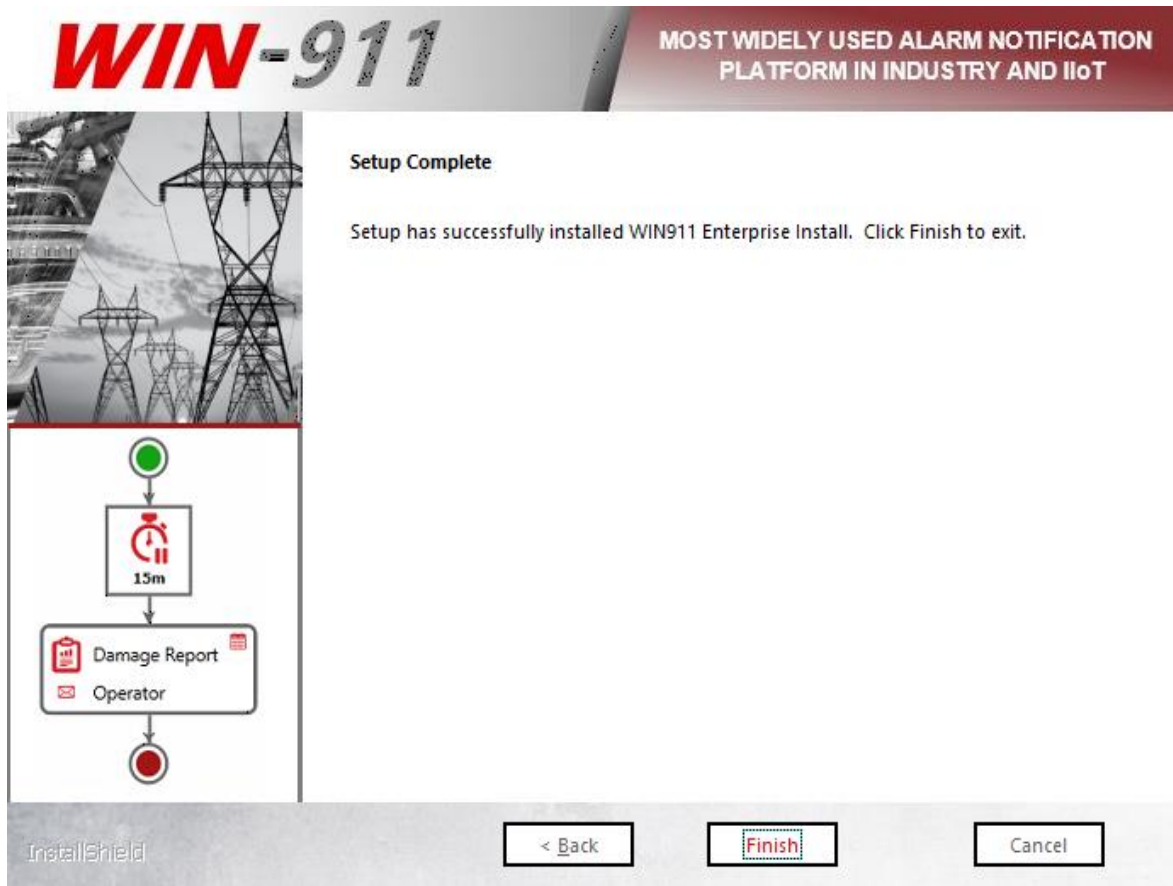 WIN-911
MOST WIDELY USED ALARM NOTIFICATION
PLATFORM IN INDUSTRY AND IIoT
Setup Complete
Setup has successfully installed WIN911 Enterprise Install. Click Finish to exit.
15m
Damage Report
Operator
InstallShield
< Back
Finish
Cancel